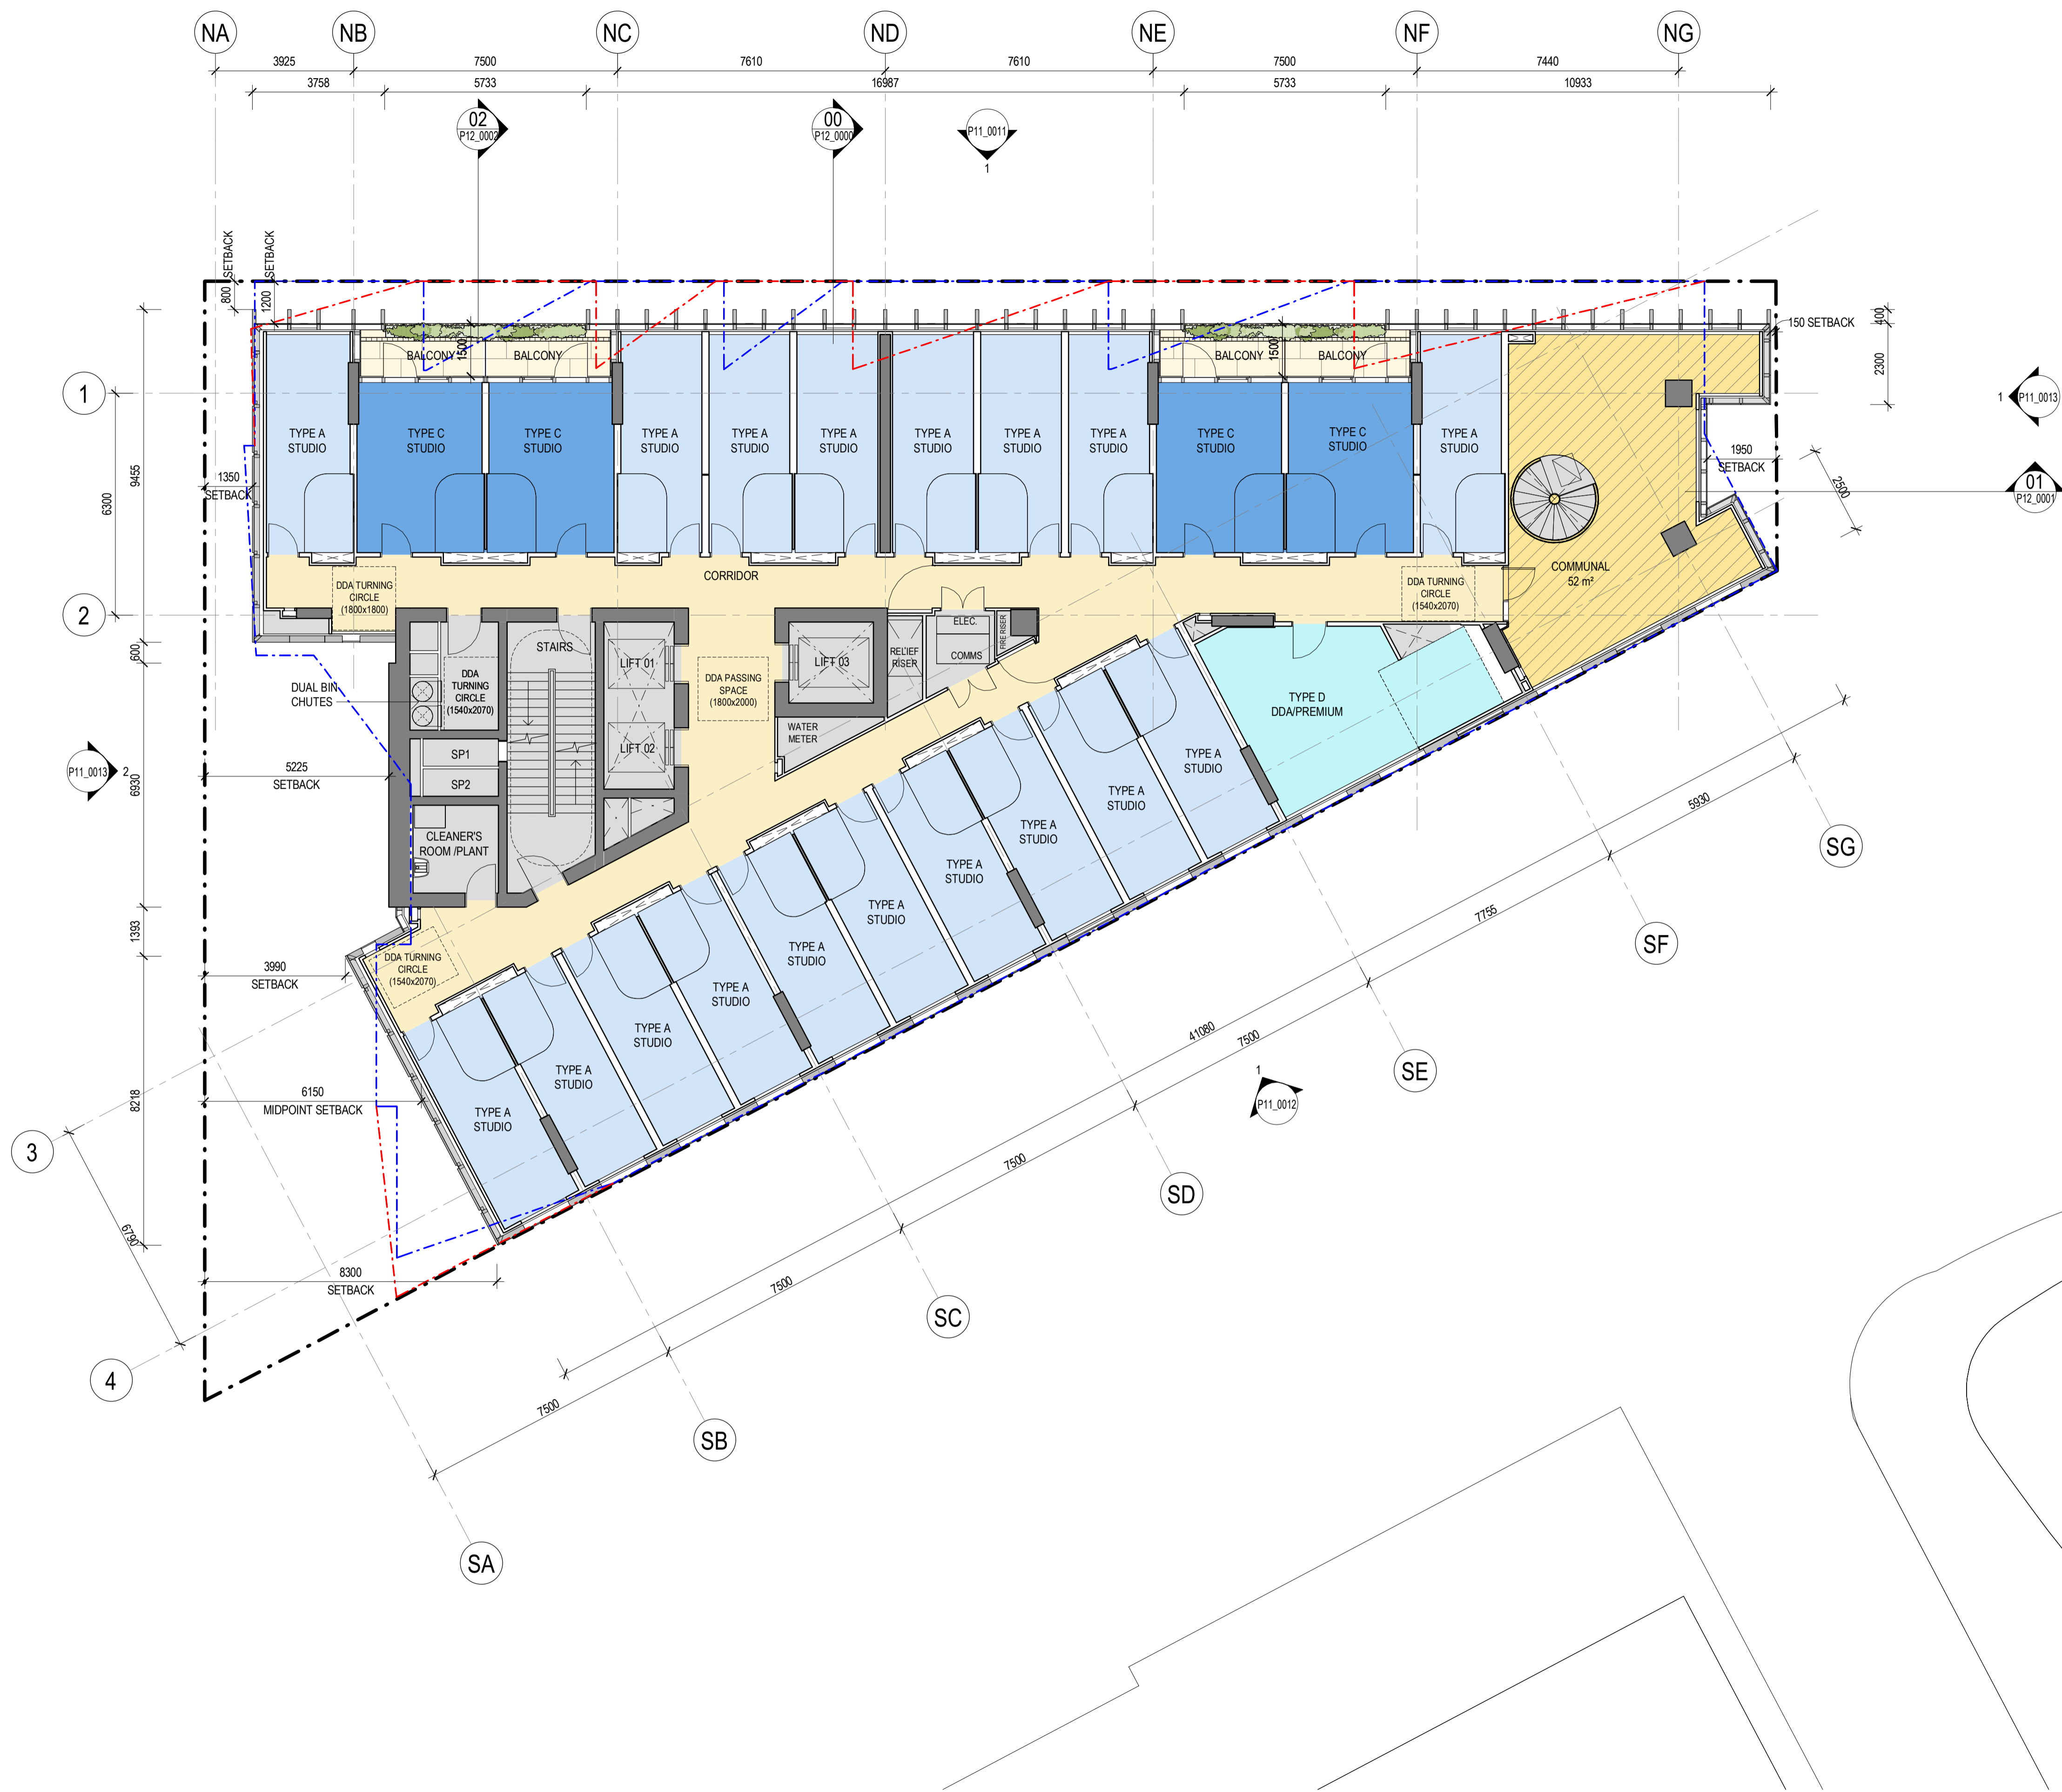 NA
NB
NC
ND
NE
NF
NG
3925
7500
7610
7610
7500
7440
3758
5733
16987
5733
10933
02
P12_0002
00
P12_0000
P11_0011
1
800
SETBACK
1200
SETBACK
400
150 SETBACK
2300
BALCONY
1500
BALCONY
BALCONY
1500
BALCONY
1
1
P11_0013
TYPE A
STUDIO
TYPE C
STUDIO
TYPE C
STUDIO
TYPE A
STUDIO
TYPE A
STUDIO
TYPE A
STUDIO
TYPE A
STUDIO
TYPE A
STUDIO
TYPE A
STUDIO
TYPE C
STUDIO
TYPE C
STUDIO
TYPE A
STUDIO
9455
6300
1350
SETBACK
1950
SETBACK
2500
01
P12_0001
COMMUNAL
52 m²
CORRIDOR
DDA TURNING
CIRCLE
(1800x1800)
DDA TURNING
CIRCLE
(1540x2070)
2
600
ELEC.
COMMS
FIRE RISER
RELIEF
RISER
STAIRS
LIFT 01
LIFT 03
LIFT 02
DDA
TURNING
CIRCLE
(1540x2070)
DDA PASSING
SPACE
(1800x2000)
DUAL BIN
CHUTES
WATER
METER
TYPE D
DDA/PREMIUM
SP1
SP2
P11_0013
2
5225
SETBACK
6930
CLEANER'S
ROOM /PLANT
1393
3990
SETBACK
DDA TURNING
CIRCLE
(1540x2070)
TYPE A
STUDIO
TYPE A
STUDIO
TYPE A
STUDIO
TYPE A
STUDIO
TYPE A
STUDIO
TYPE A
STUDIO
TYPE A
STUDIO
TYPE A
STUDIO
TYPE A
STUDIO
TYPE A
STUDIO
5930
SG
7755
SF
41080
7500
SE
6150
MIDPOINT SETBACK
8218
3
6790
1
P11_0012
7500
SD
8300
SETBACK
7500
SC
4
7500
SB
SA